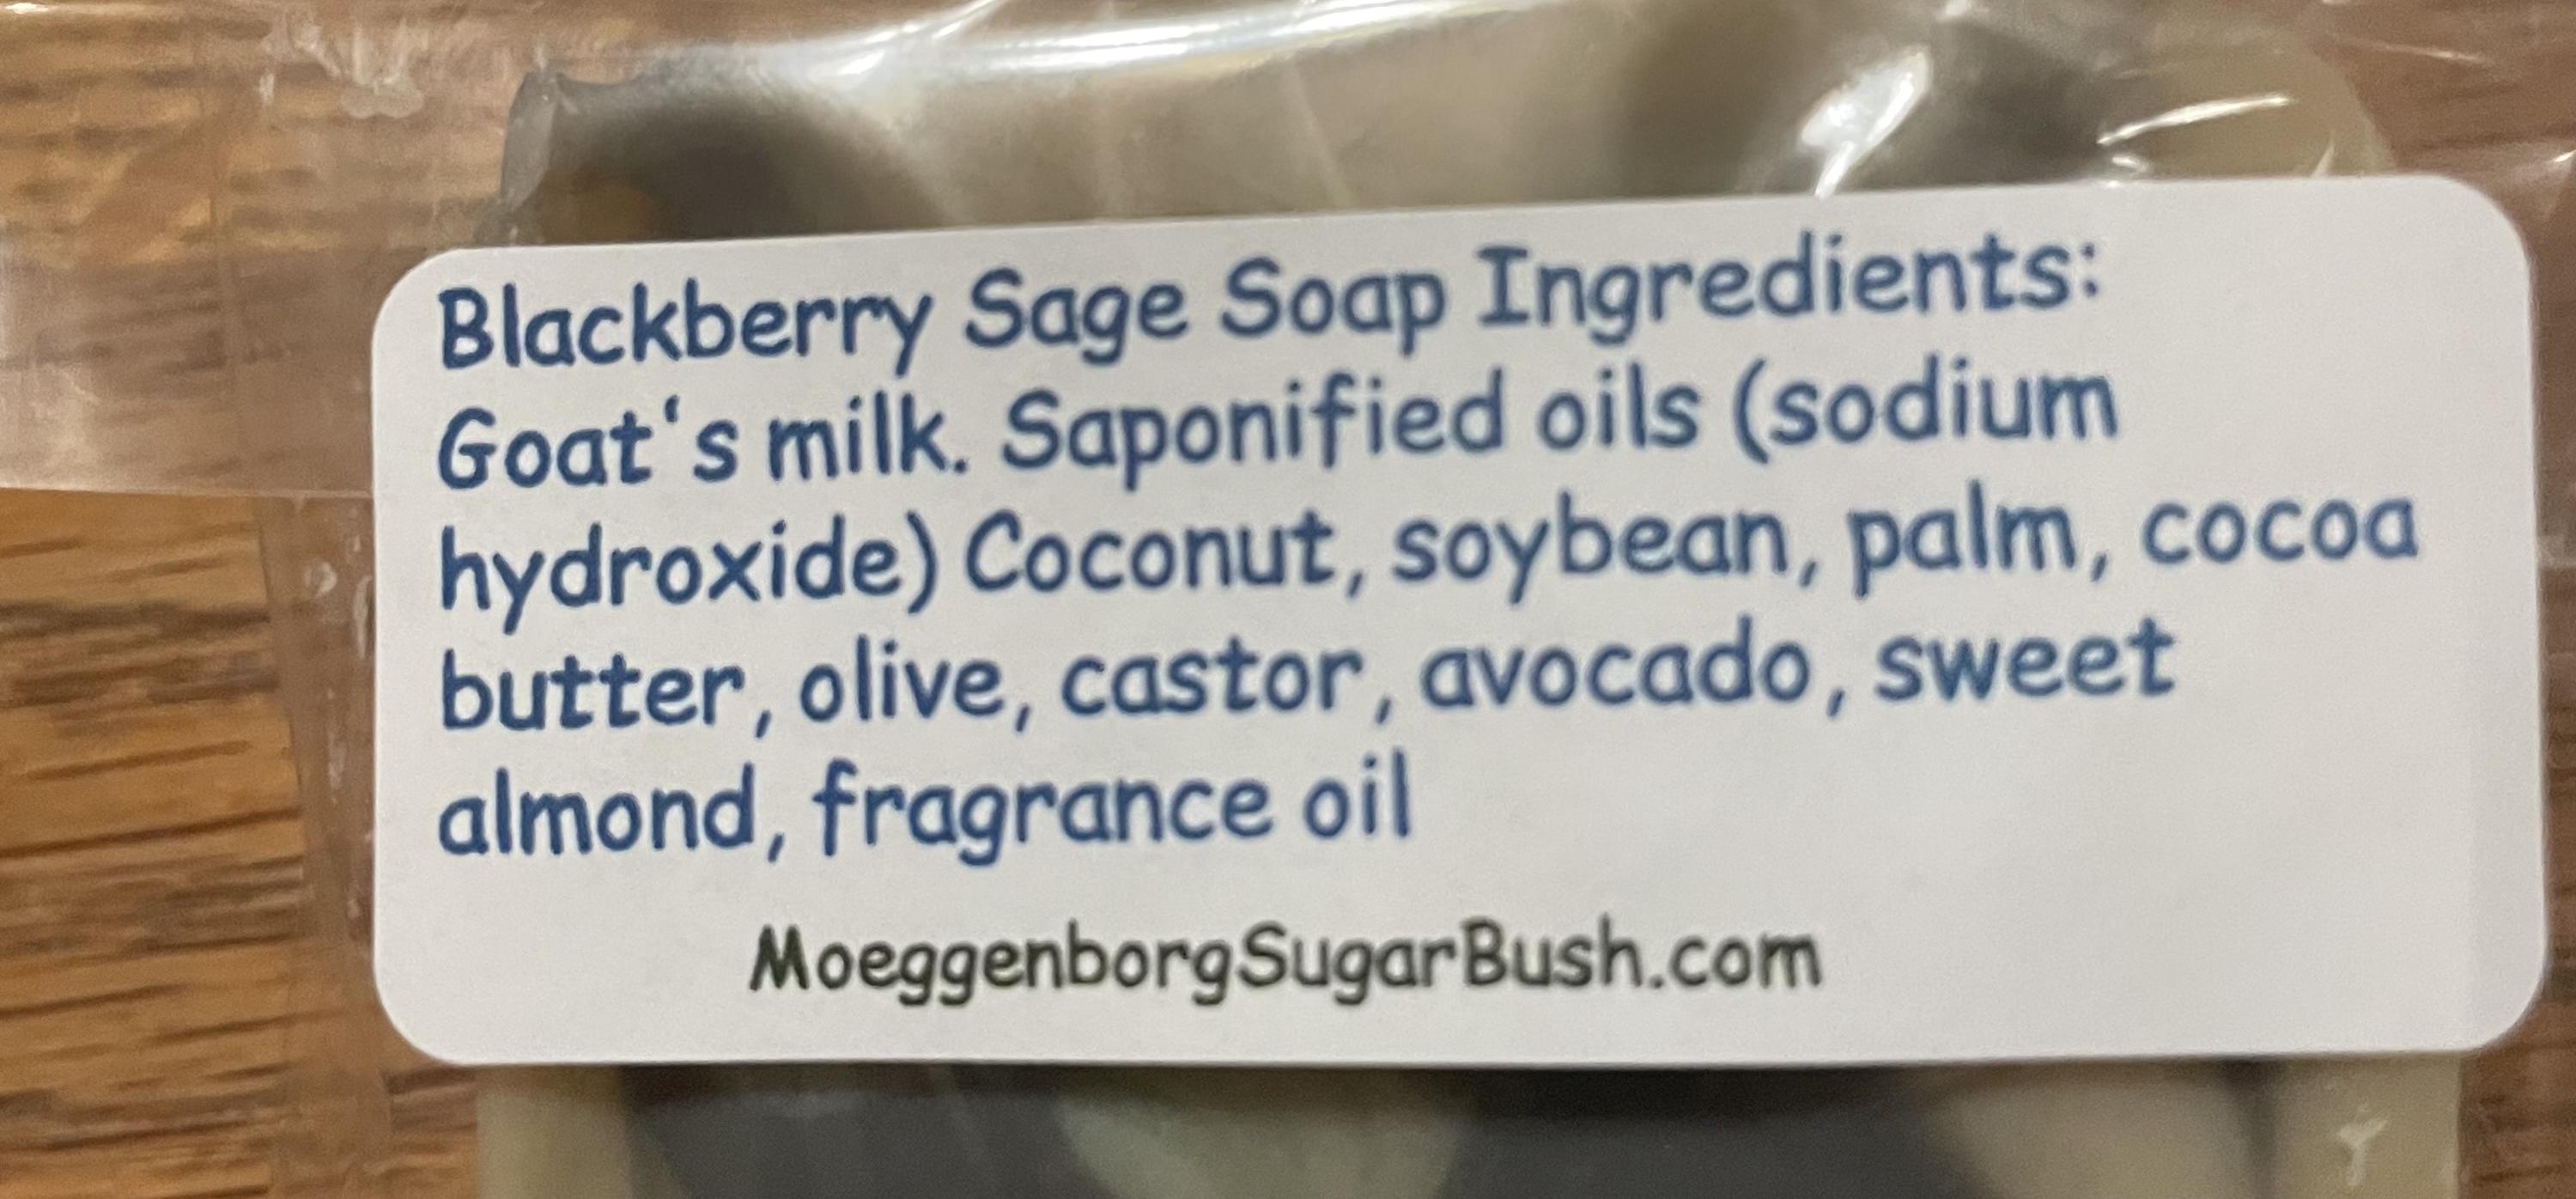 Blackberry Sage Soap Ingredients:
Goat's milk. Saponified oils (sodium
hydroxide) Coconut, soybean, palm, cocoa
butter, olive, castor, avocado, sweet
almond, fragrance oil
MoeggenborgSugarBush.com